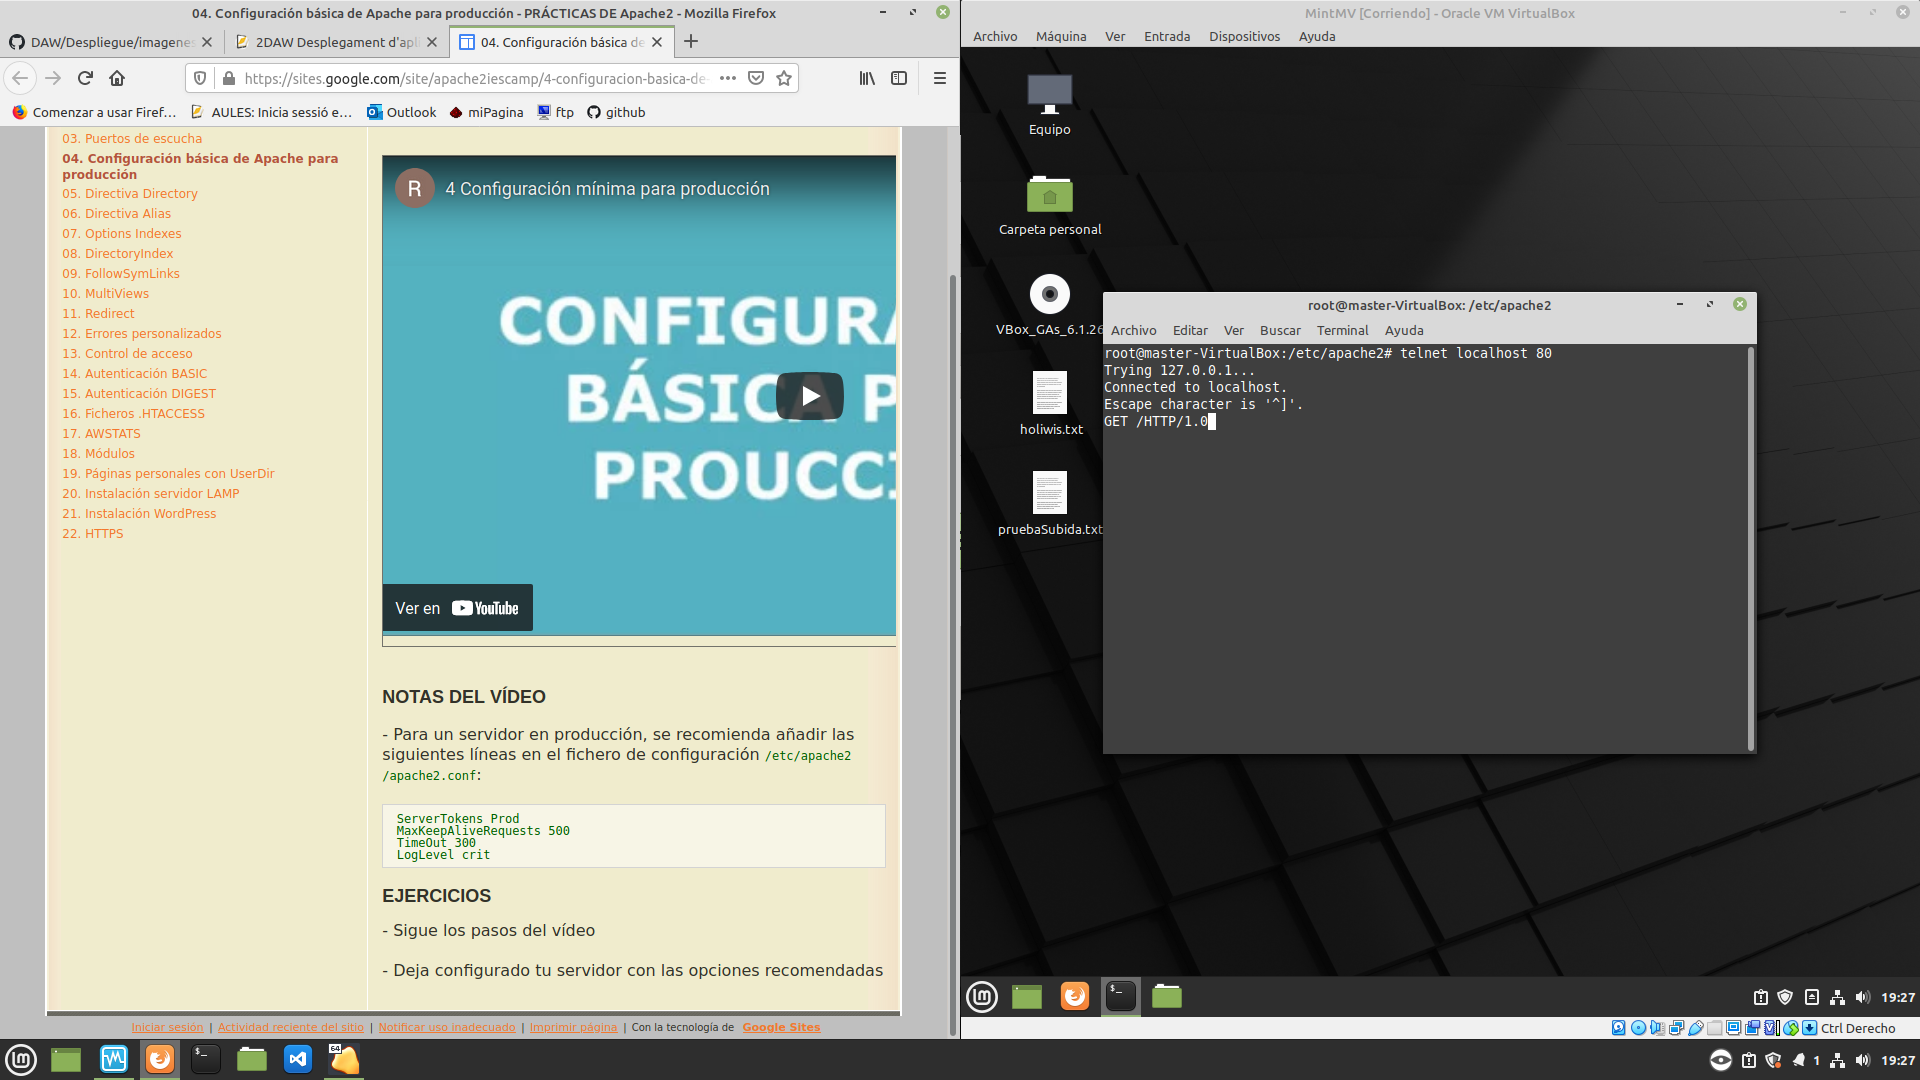 04. Configuración básica de Apache para producción - PRÁCTICAS DE Apache2 - Mozilla Firefox
DAW/Despliegue/imagenes
2DAW Desplegament d'apl
04. Configuración básica de
https://sites.google.com/site/apache2iescamp/4-configuracion-basica-de-
Comenzar a usar Firef…
AULES: Inicia sessió e…
Outlook
miPagina
ftp
github
03. Puertos de escucha
04. Configuración básica de Apache para
producción
05. Directiva Directory
06. Directiva Alias
07. Options Indexes
08. DirectoryIndex
09. FollowSymLinks
10. MultiViews
11. Redirect
12. Errores personalizados
13. Control de acceso
14. Autenticación BASIC
15. Autenticación DIGEST
16. Ficheros .HTACCESS
17. AWSTATS
18. Módulos
19. Páginas personales con UserDir
20. Instalación servidor LAMP
21. Instalación WordPress
22. HTTPS
R
4 Configuración mínima para producción
CONFIGURA
BÁSICA P
PROUCCI
Ver en YouTube
NOTAS DEL VÍDEO
- Para un servidor en producción, se recomienda añadir las
siguientes líneas en el fichero de configuración /etc/apache2
/apache2.conf:
ServerTokens Prod
MaxKeepAliveRequests 500
TimeOut 300
LogLevel crit
EJERCICIOS
- Sigue los pasos del vídeo
- Deja configurado tu servidor con las opciones recomendadas
Iniciar sesión | Actividad reciente del sitio | Notificar uso inadecuado | Imprimir página | Con la tecnología de Google Sites
MintMV [Corriendo] - Oracle VM VirtualBox
Archivo Máquina Ver Entrada Dispositivos Ayuda
Equipo
Carpeta personal
VBox_GAs_6.1.26
holiwis.txt
pruebaSubida.txt
root@master-VirtualBox: /etc/apache2
Archivo Editar Ver Buscar Terminal Ayuda
root@master-VirtualBox:/etc/apache2# telnet localhost 80
Trying 127.0.0.1...
Connected to localhost.
Escape character is '^]'.
GET /HTTP/1.0
19:27
Ctrl Derecho
64
1
19:27